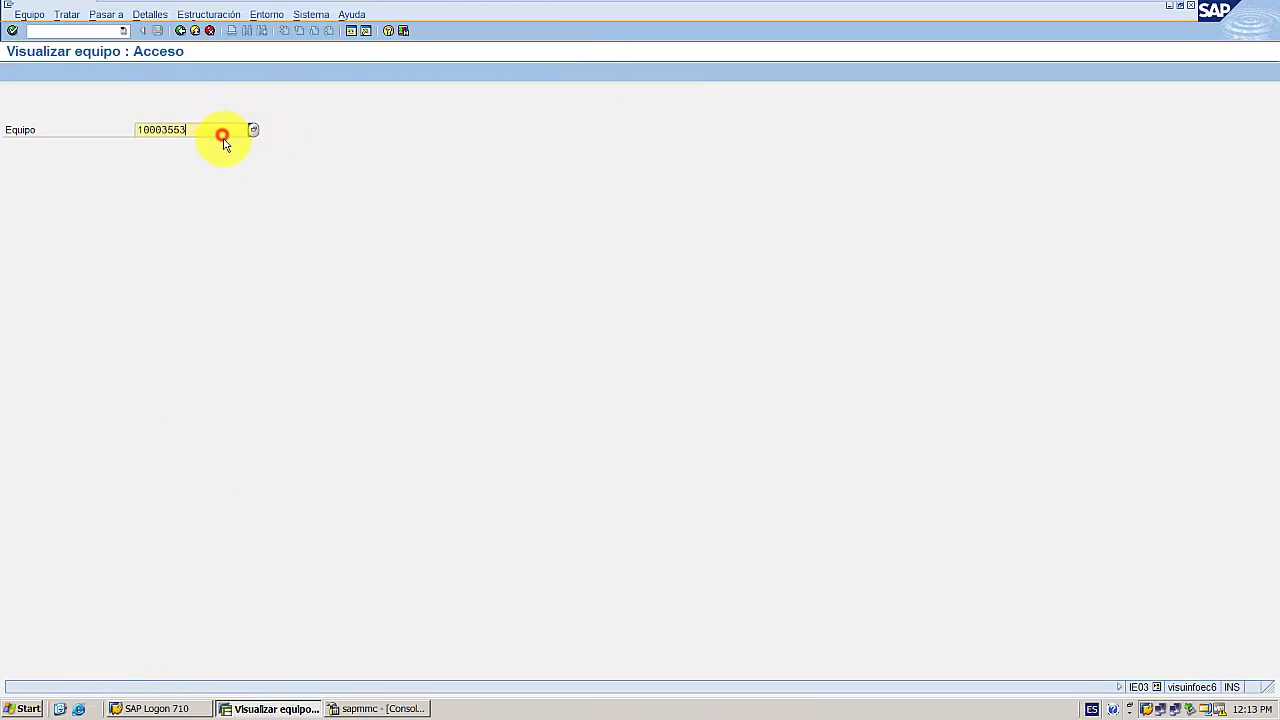 Equipo Tratar Pasar a Detalles Estructuración Entorno Sistema Ayuda
SAP
Visualizar equipo : Acceso
Equipo 10003553
IE03 visuinfoec6 INS
Start SAP Logon 710 Visualizar equipo... sapmmc - [Consol... ES 12:13 PM